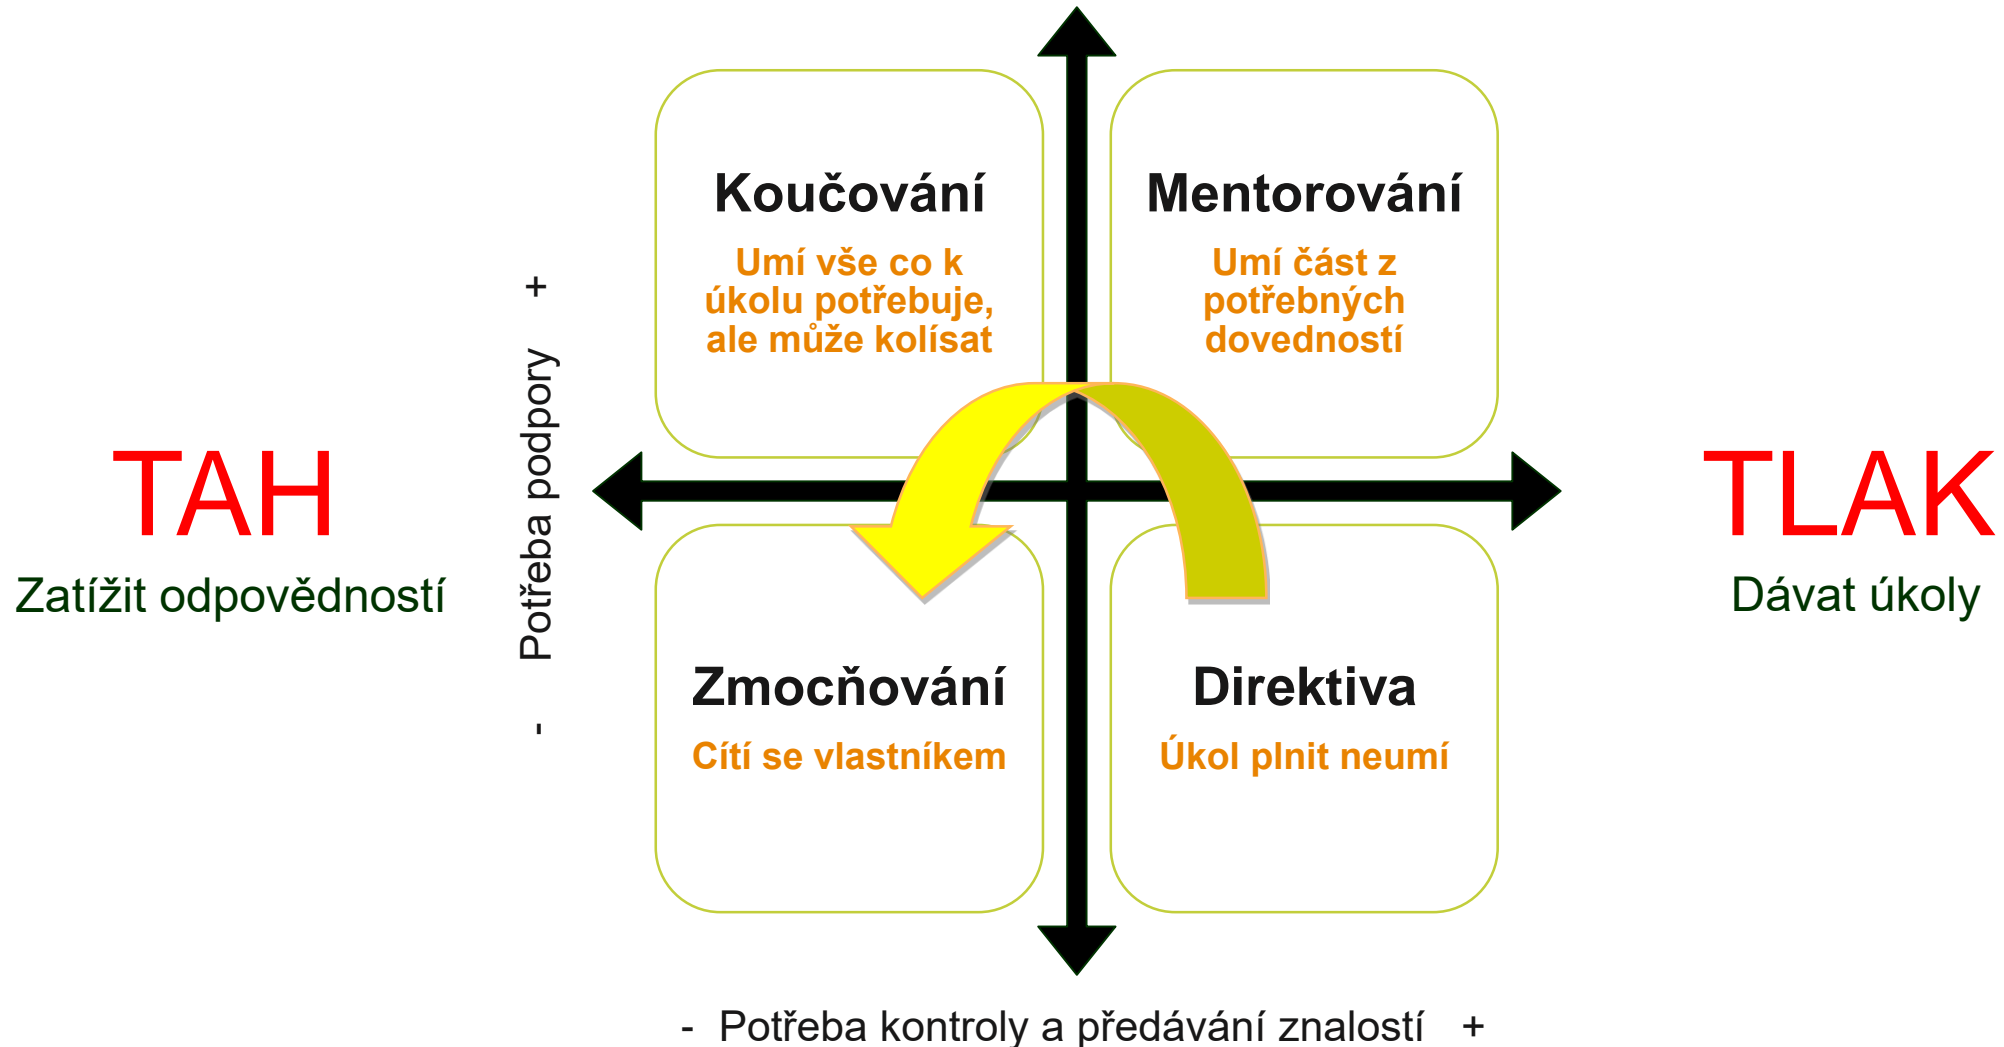 Koučování
Umí vše co k
úkolu potřebuje,
ale může kolísat
Mentorování
Umí část z
potřebných
dovedností
TAH
Zatížit odpovědností
- Potřeba podpory +
TLAK
Dávat úkoly
Zmocňování
Cítí se vlastníkem
Direktiva
Úkol plnit neumí
- Potřeba kontroly a předávání znalostí +